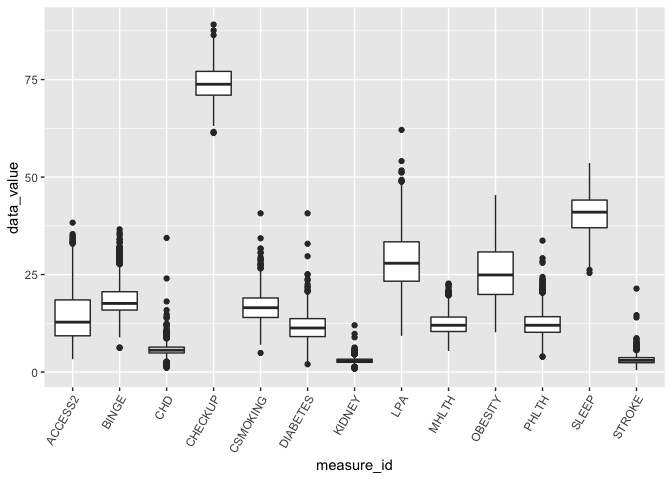 data_value
75
50
25
0
ACCESS2
BINGE
CHD
CHECKUP
CSMOKING
DIABETES
KIDNEY
LPA
MHLTH
OBESITY
PHLTH
SLEEP
STROKE
measure_id